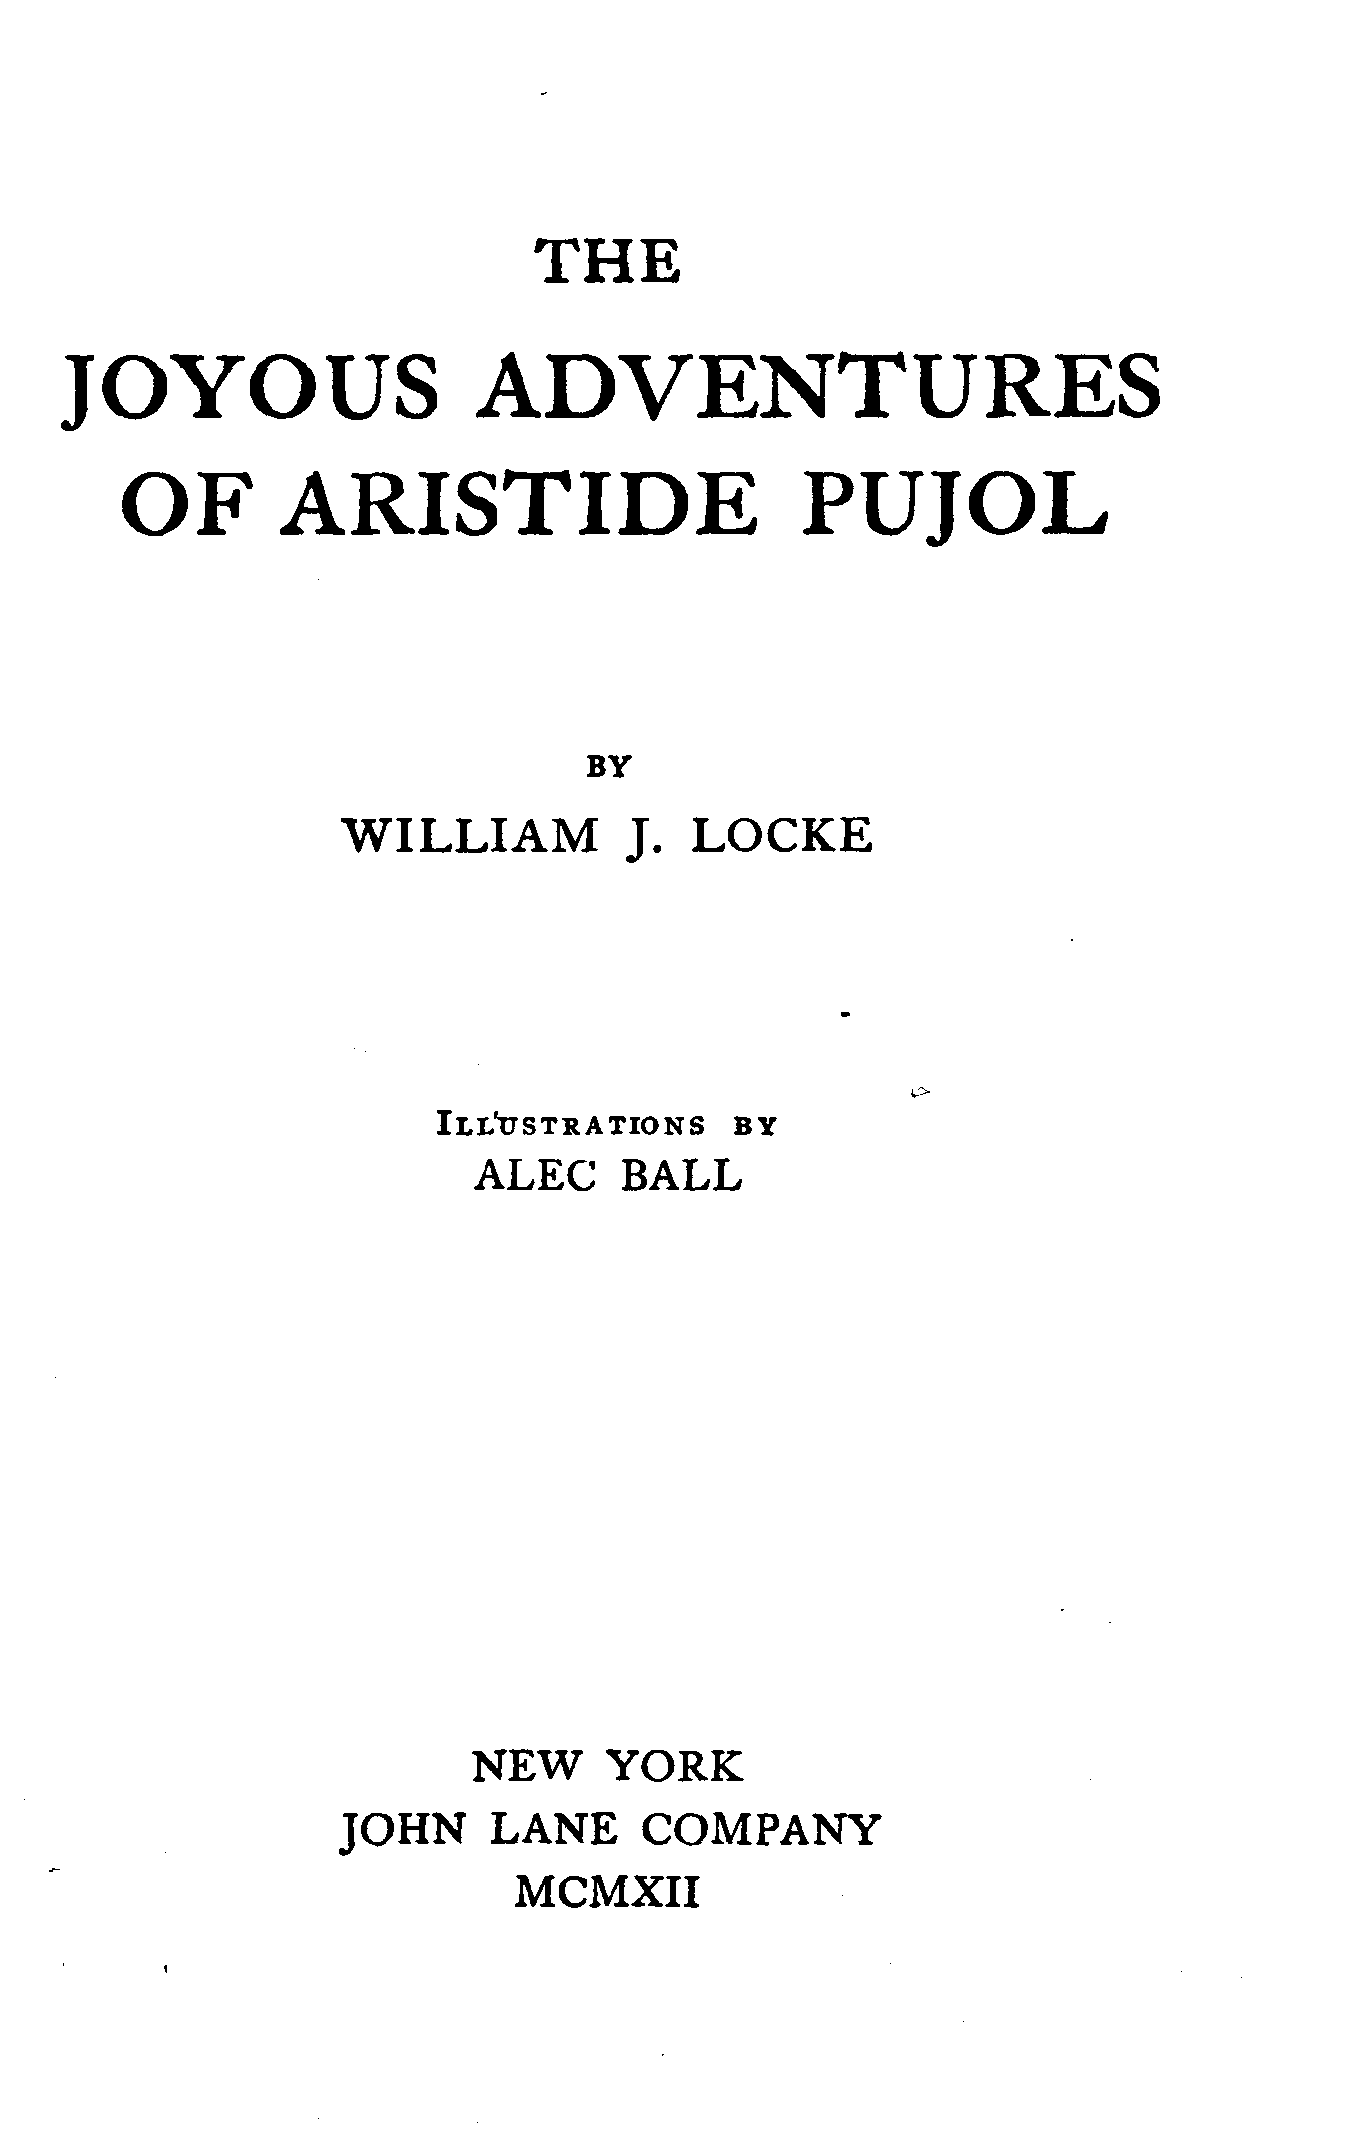 THE
JOYOUS ADVENTURES
OF ARISTIDE PUJOL
BY
WILLIAM J. LOCKE
ILLUSTRATIONS BY
ALEC BALL
NEW YORK
JOHN LANE COMPANY
MCMXII